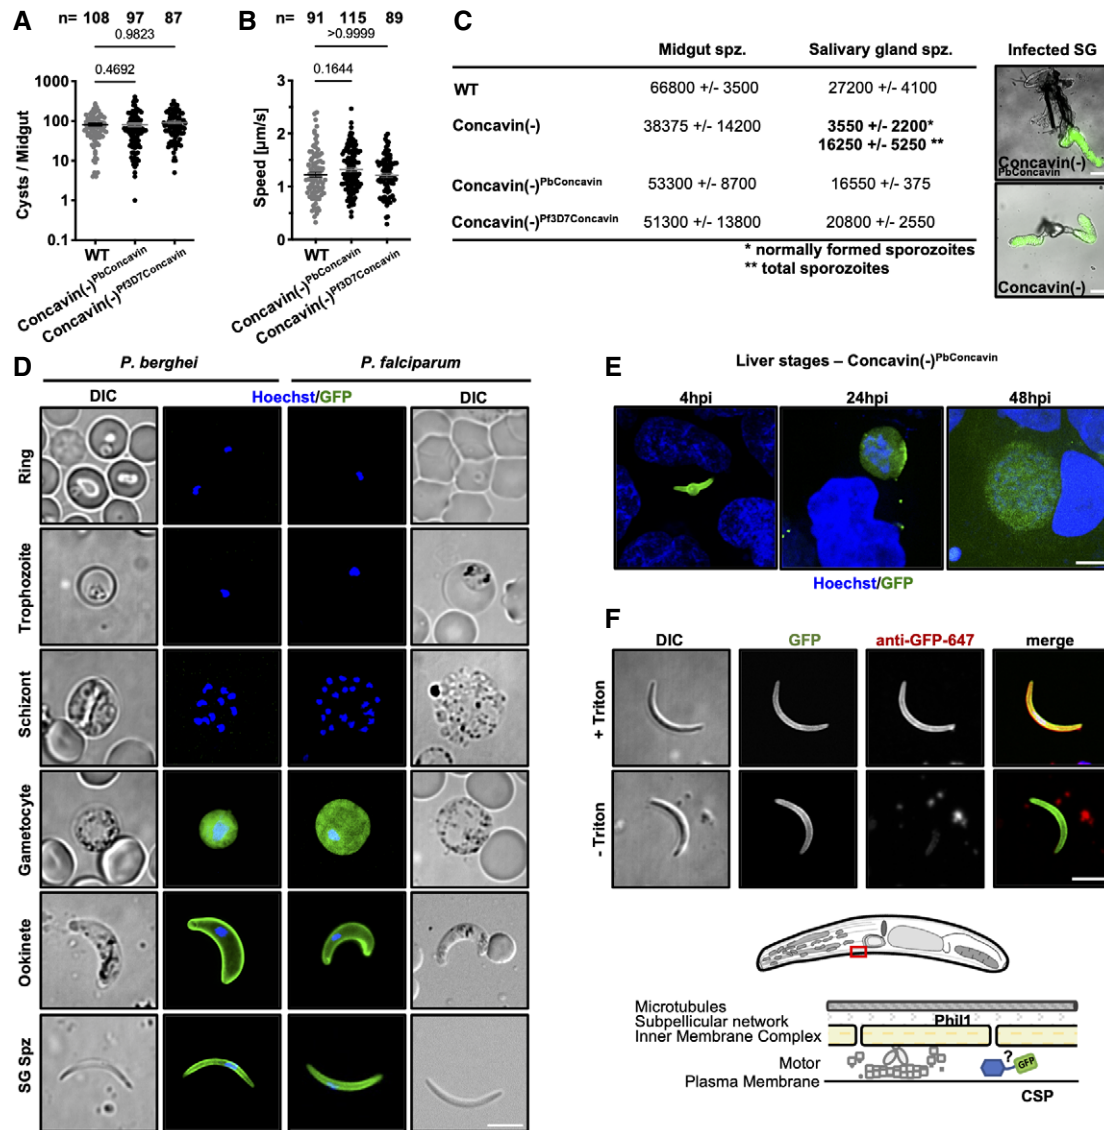 A
n= 108 97 87
0.9823
0.4692
Cysts / Midgut
1000
100
10
1
0.1
WT
Concavin(-)PbConcavin
Concavin(-)Pf3D7Concavin
B
n= 91 115 89
>0.9999
0.1644
Speed [µm/s]
3
2
1
0
WT
Concavin(-)PbConcavin
Concavin(-)Pf3D7Concavin
C
Midgut spz. Salivary gland spz.
WT 66800 +/- 3500 27200 +/- 4100
Concavin(-) 38375 +/- 14200 3550 +/- 2200*
16250 +/- 5250 **
Concavin(-)PbConcavin 53300 +/- 8700 16550 +/- 375
Concavin(-)Pf3D7Concavin 51300 +/- 13800 20800 +/- 2550
* normally formed sporozoites
** total sporozoites
Infected SG
Concavin(-)
PbConcavin
Concavin(-)
D
P. berghei P. falciparum
DIC Hoechst/GFP DIC
Ring
Trophozoite
Schizont
Gametocyte
Ookinete
SG Spz
E
Liver stages – Concavin(-)PbConcavin
4hpi 24hpi 48hpi
Hoechst/GFP
F
DIC GFP anti-GFP-647 merge
+ Triton
- Triton
Microtubules
Subpellicular network Phil1
Inner Membrane Complex
Motor ? GFP
Plasma Membrane
CSP